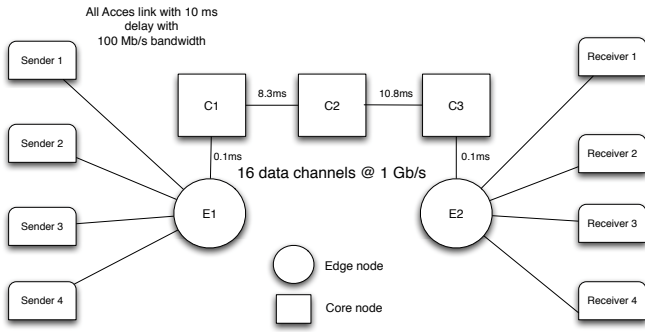 All Acces link with 10 ms
delay with
100 Mb/s bandwidth
Sender 1
Receiver 1
C1
8.3ms
C2
10.8ms
C3
Sender 2
0.1ms
0.1ms
Receiver 2
16 data channels @ 1 Gb/s
Sender 3
E1
E2
Receiver 3
Edge node
Sender 4
Receiver 4
Core node